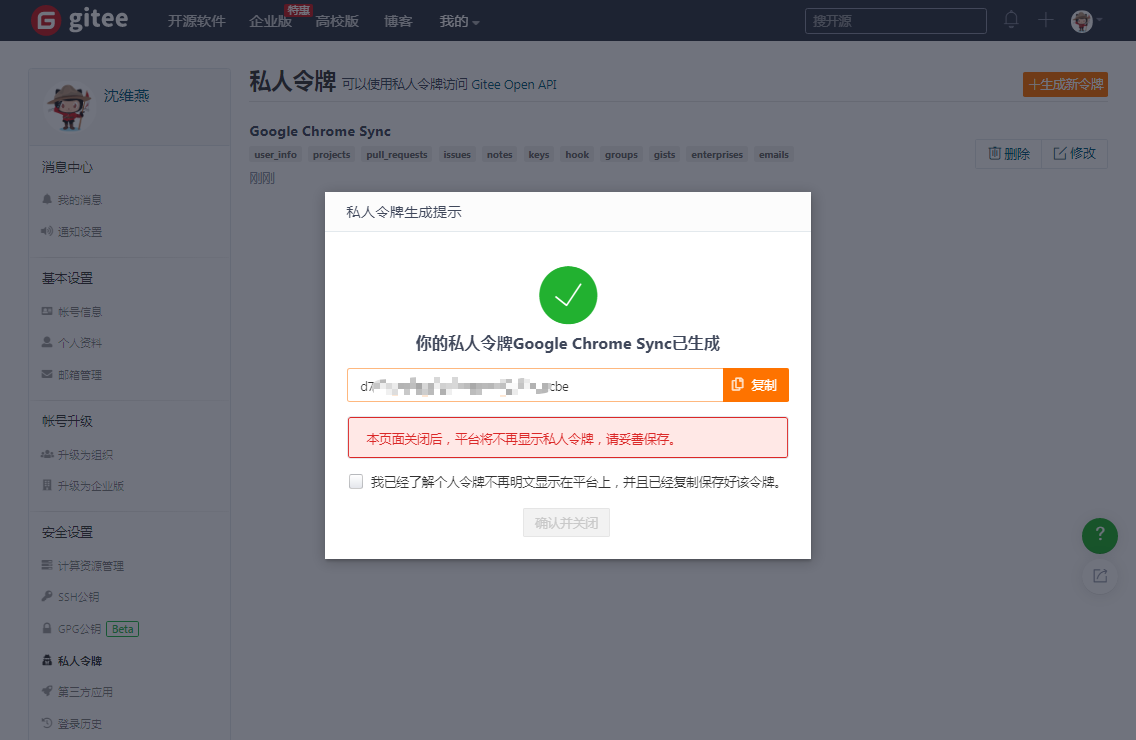 gitee
开源软件 企业版 特惠 高校版 博客 我的 搜开源
沈维燕
消息中心
我的消息
通知设置
基本设置
帐号信息
个人资料
邮箱管理
帐号升级
升级为组织
升级为企业版
安全设置
计算资源管理
SSH公钥
GPG公钥 Beta
私人令牌
第三方应用
登录历史
私人令牌 可以使用私人令牌访问 Gitee Open API
+生成新令牌
Google Chrome Sync
user_info projects pull_requests issues notes keys hook groups gists enterprises emails
刚刚
删除 修改
私人令牌生成提示
你的私人令牌Google Chrome Sync已生成
d7 cbe 复制
本页面关闭后，平台将不再显示私人令牌，请妥善保存。
我已经了解个人令牌不再明文显示在平台上，并且已经复制保存好该令牌。
确认并关闭
?